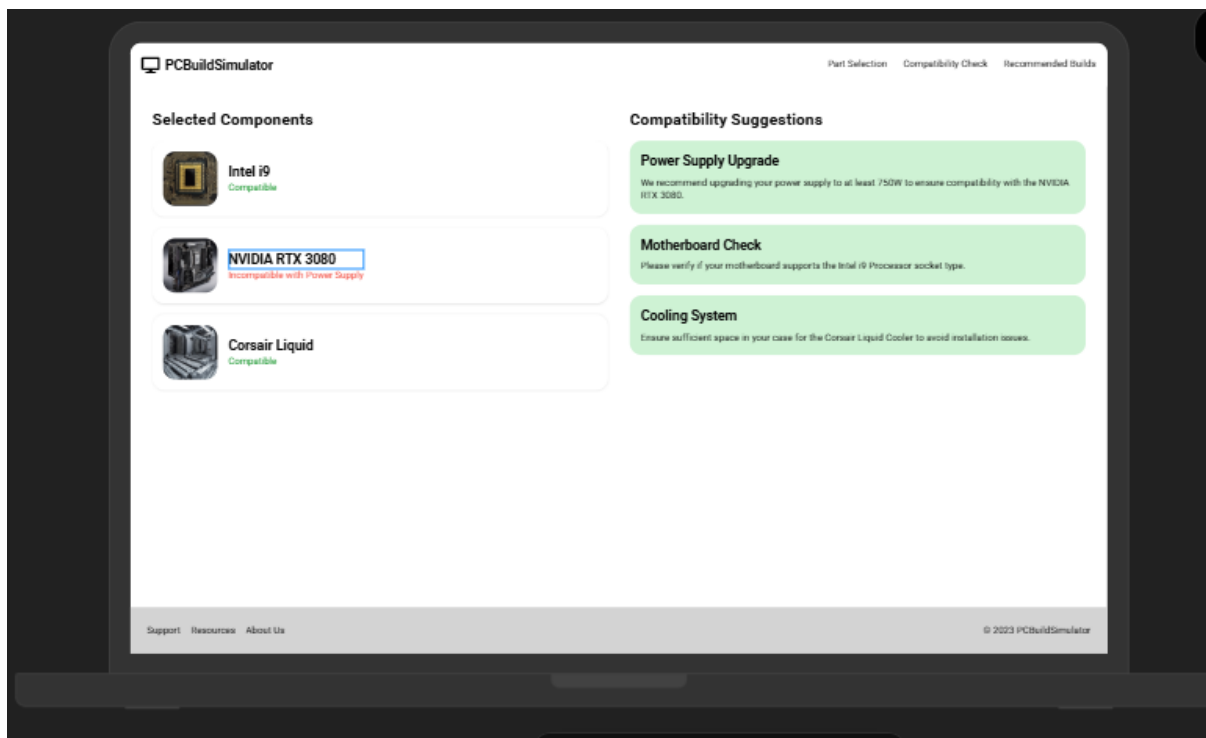 PCBuildSimulator
Part Selection Compatibility Check Recommended Builds
Selected Components
Intel i9
Compatible
NVIDIA RTX 3080
Incompatible with Power Supply
Corsair Liquid
Compatible
Compatibility Suggestions
Power Supply Upgrade
We recommend upgrading your power supply to at least 750W to ensure compatibility with the NVIDIA
RTX 3080.
Motherboard Check
Please verify if your motherboard supports the Intel i9 Processor socket type.
Cooling System
Ensure sufficient space in your case for the Corsair Liquid Cooler to avoid installation issues.
Support Resources About Us
© 2023 PCBuildSimulator